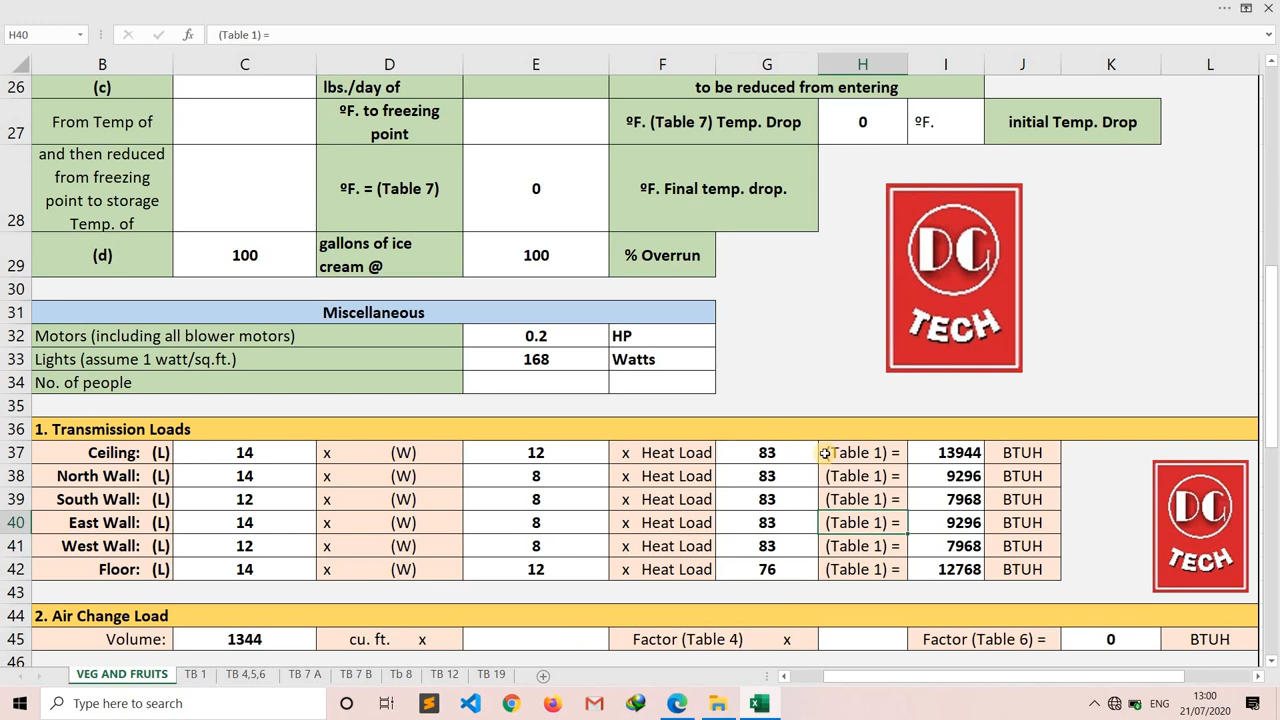 H40
fx
(Table 1) =
B C D E F G H I J K L
26 (c) lbs./day of to be reduced from entering
27 From Temp of ºF. to freezing point ºF. (Table 7) Temp. Drop 0 ºF. initial Temp. Drop
28 and then reduced from freezing point to storage Temp. of ºF. = (Table 7) 0 ºF. Final temp. drop.
29 (d) 100 gallons of ice cream @ 100 % Overrun
DC
TECH
30
31 Miscellaneous
32 Motors (including all blower motors) 0.2 HP
33 Lights (assume 1 watt/sq.ft.) 168 Watts
34 No. of people
35
36 1. Transmission Loads
37 Ceiling: (L) 14 x (W) 12 x Heat Load 83 (Table 1) = 13944 BTUH
38 North Wall: (L) 14 x (W) 8 x Heat Load 83 (Table 1) = 9296 BTUH
39 South Wall: (L) 12 x (W) 8 x Heat Load 83 (Table 1) = 7968 BTUH
40 East Wall: (L) 14 x (W) 8 x Heat Load 83 (Table 1) = 9296 BTUH
41 West Wall: (L) 12 x (W) 8 x Heat Load 83 (Table 1) = 7968 BTUH
42 Floor: (L) 14 x (W) 12 x Heat Load 76 (Table 1) = 12768 BTUH
DC
TECH
43
44 2. Air Change Load
45 Volume: 1344 cu. ft. x Factor (Table 4) x Factor (Table 6) = 0 BTUH
46
VEG AND FRUITS TB 1 TB 4,5,6 TB 7 A TB 7 B Tb 8 TB 12 TB 19
Type here to search
ENG
13:00
21/07/2020